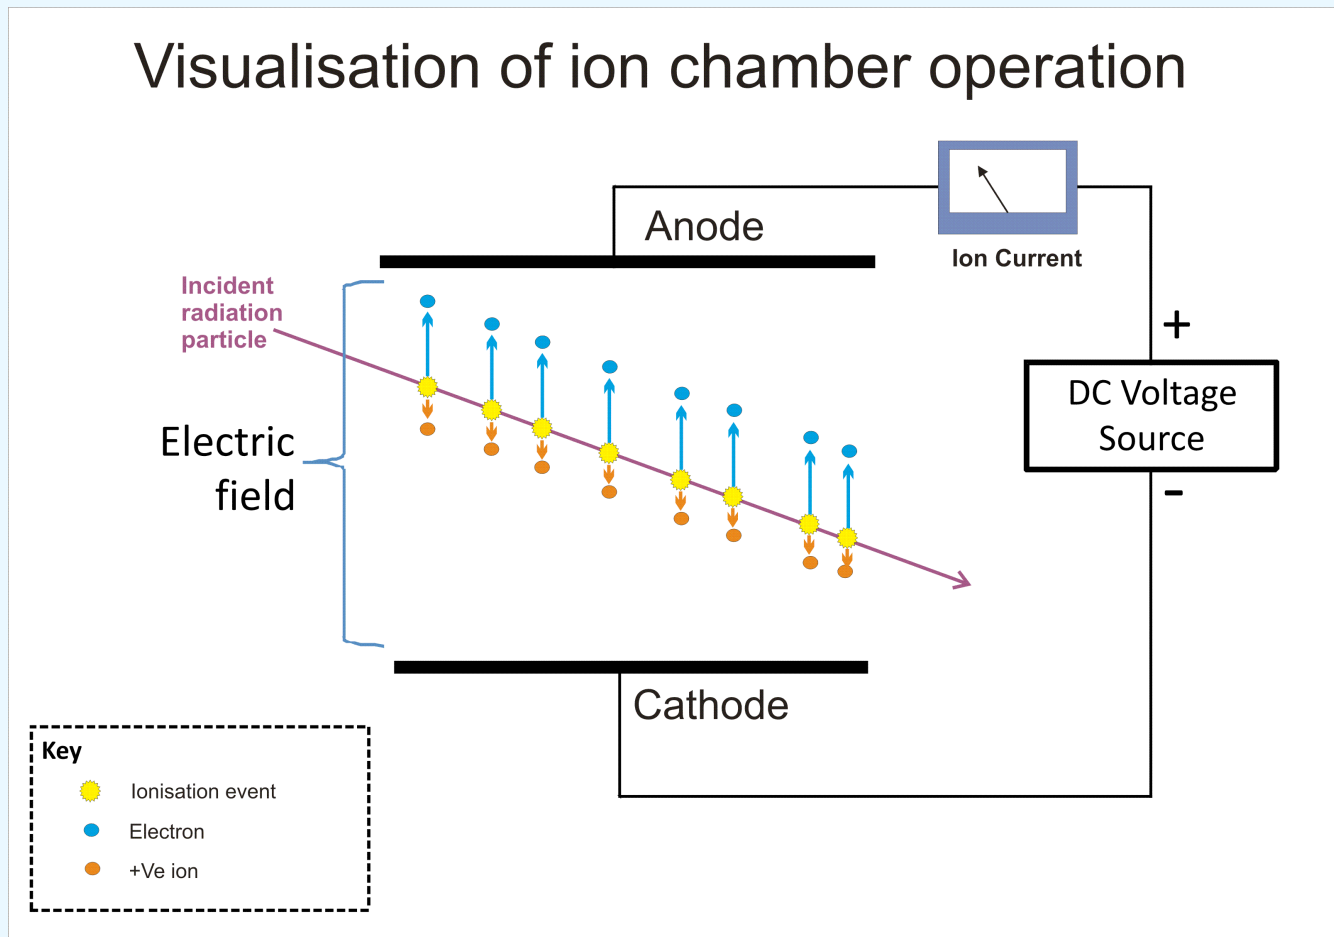 Visualisation of ion chamber operation
Anode
Ion Current
Incident
radiation
particle
+
DC Voltage
Source
-
Electric
field
Cathode
Key
Ionisation event
Electron
+Ve ion